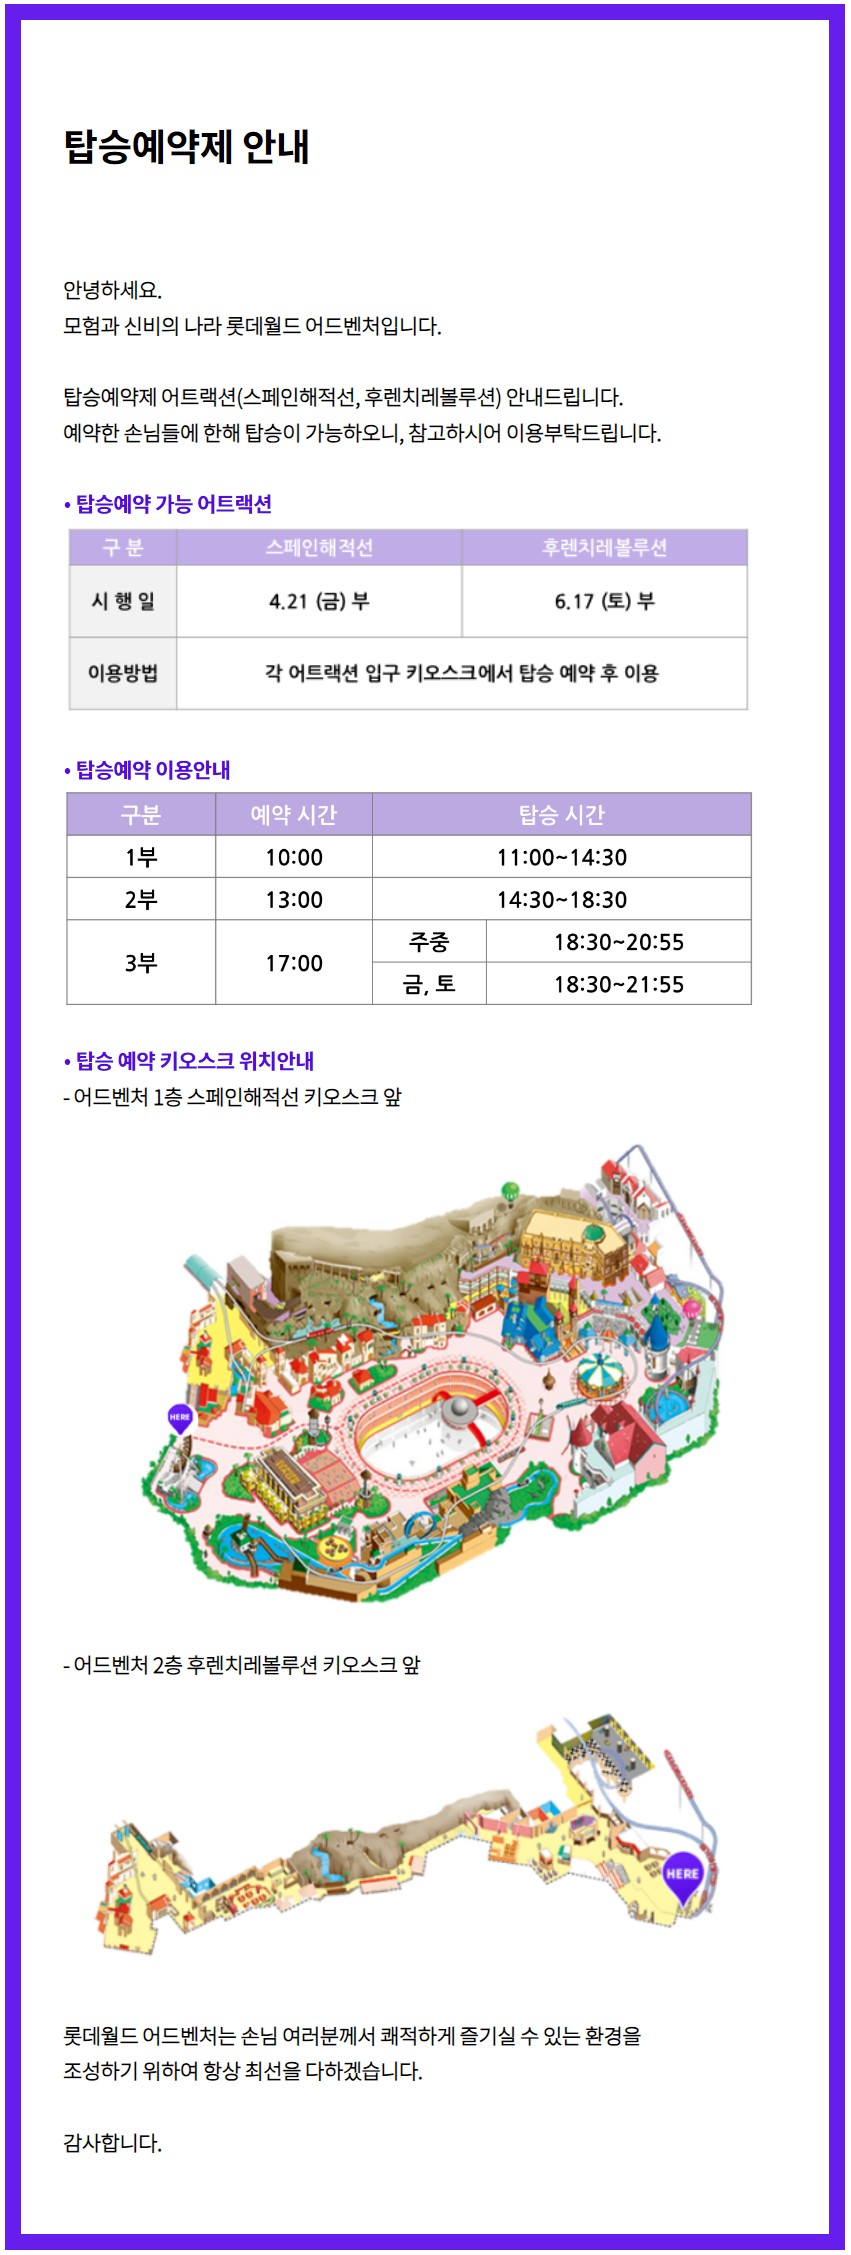 탑승예약제 안내
안녕하세요.
모험과 신비의 나라 롯데월드 어드벤처입니다.
탑승예약제 어트랙션(스페인해적선, 후렌치레볼루션) 안내드립니다.
예약한 손님들에 한해 탑승이 가능하오니, 참고하시어 이용부탁드립니다.
• 탑승예약 가능 어트랙션
구 분 스페인해적선 후렌치레볼루션
시 행 일 4.21 (금) 부 6.17 (토) 부
이용방법 각 어트랙션 입구 키오스크에서 탑승 예약 후 이용
• 탑승예약 이용안내
구분 예약 시간 탑승 시간
1부 10:00 11:00~14:30
2부 13:00 14:30~18:30
3부 17:00 주중 18:30~20:55
금, 토 18:30~21:55
• 탑승 예약 키오스크 위치안내
- 어드벤처 1층 스페인해적선 키오스크 앞
HERE
- 어드벤처 2층 후렌치레볼루션 키오스크 앞
HERE
롯데월드 어드벤처는 손님 여러분께서 쾌적하게 즐기실 수 있는 환경을
조성하기 위하여 항상 최선을 다하겠습니다.
감사합니다.